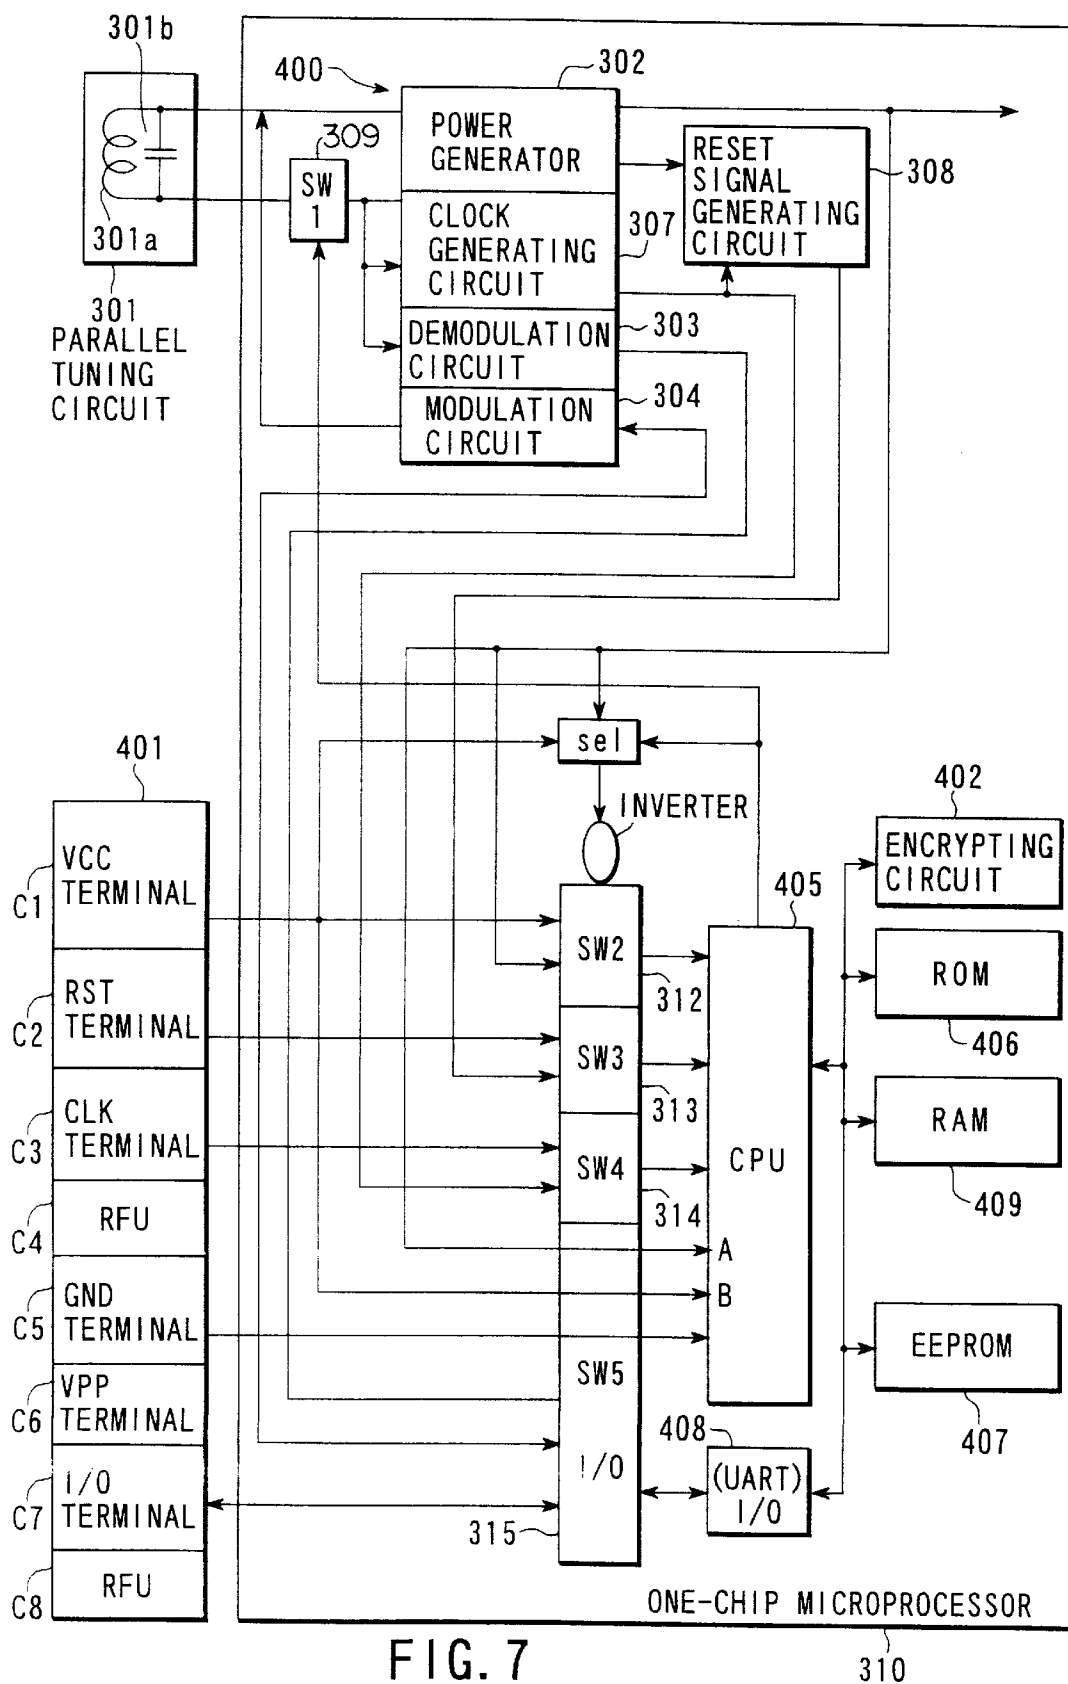 301b
302
400
309
POWER
GENERATOR
RESET
SIGNAL
GENERATING
CIRCUIT
308
SW
1
301a
CLOCK
GENERATING
CIRCUIT
307
301
PARALLEL
TUNING
CIRCUIT
DEMODULATION
CIRCUIT
303
MODULATION
CIRCUIT
304
sel
INVERTER
401
402
ENCRYPTING
CIRCUIT
VCC
TERMINAL
C1
405
SW2
312
ROM
406
RST
TERMINAL
C2
SW3
313
CLK
TERMINAL
C3
RAM
409
SW4
314
CPU
RFU
C4
A
B
GND
TERMINAL
C5
EEPROM
407
SW5
VPP
TERMINAL
C6
408
I/O
(UART)
I/O
I/O
TERMINAL
C7
315
RFU
C8
ONE-CHIP MICROPROCESSOR
310
FIG. 7